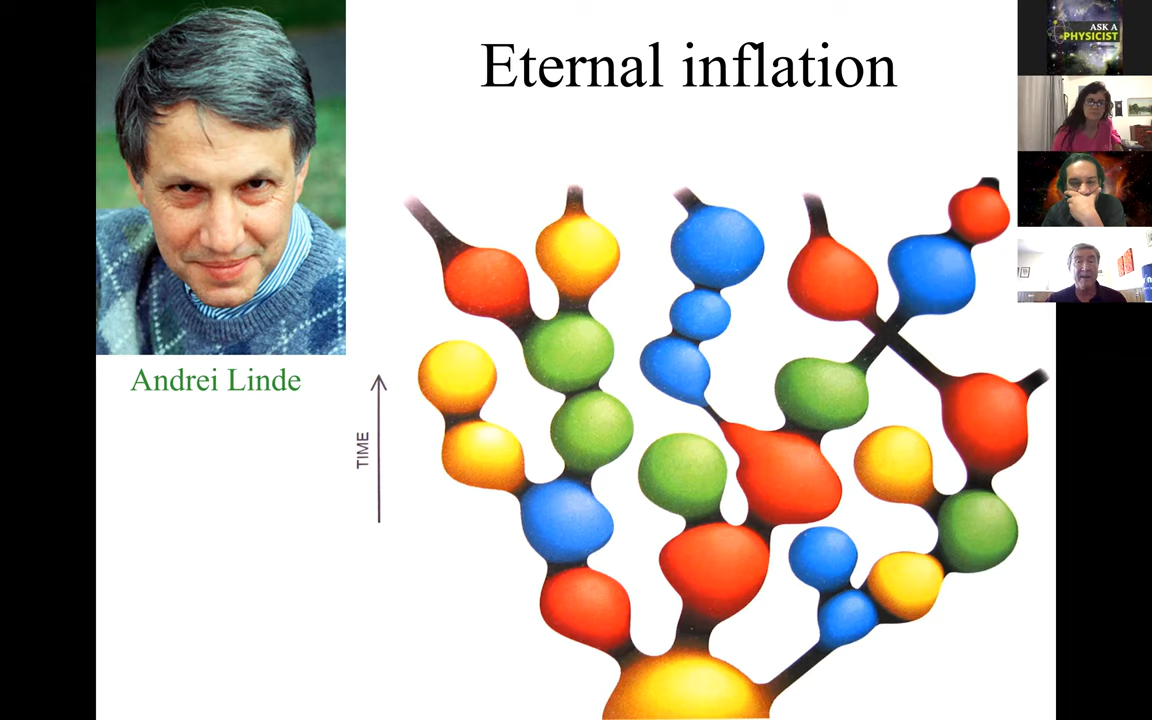 Eternal inflation
ASK A
PHYSICIST
Andrei Linde
TIME